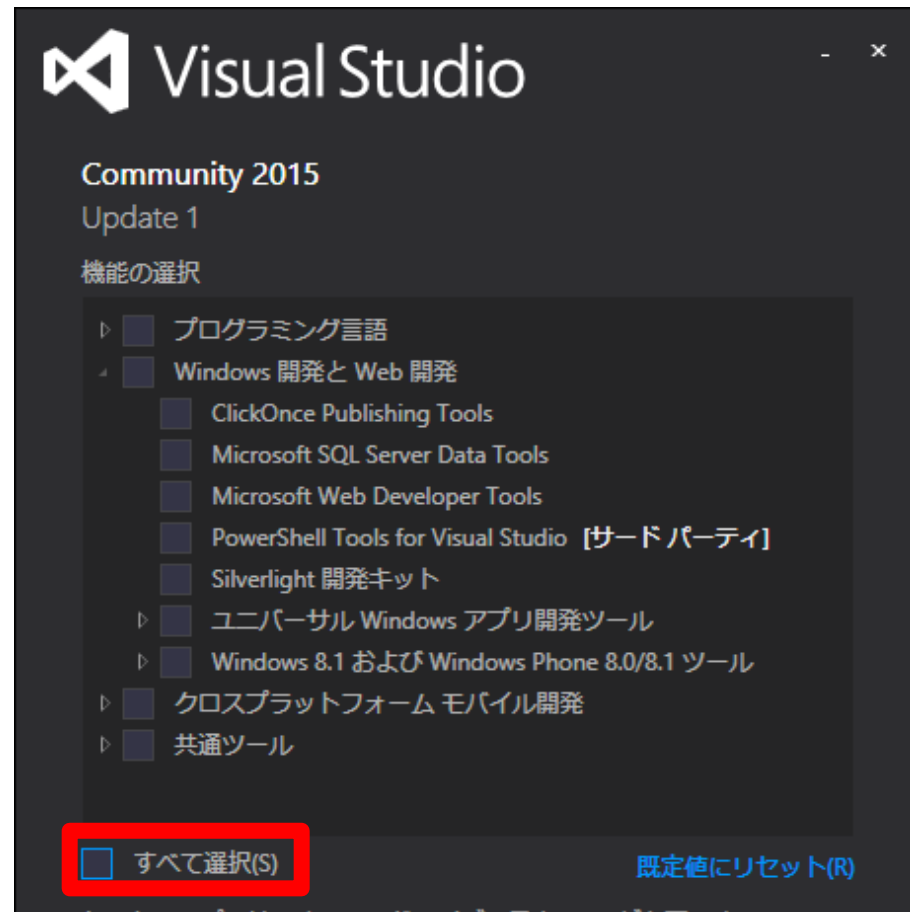 Visual Studio
Community 2015
Update 1
機能の選択
プログラミング言語
Windows 開発と Web 開発
ClickOnce Publishing Tools
Microsoft SQL Server Data Tools
Microsoft Web Developer Tools
PowerShell Tools for Visual Studio [サード パーティ]
Silverlight 開発キット
ユニバーサル Windows アプリ開発ツール
Windows 8.1 および Windows Phone 8.0/8.1 ツール
クロスプラットフォーム モバイル開発
共通ツール
すべて選択(S) 既定値にリセット(R)